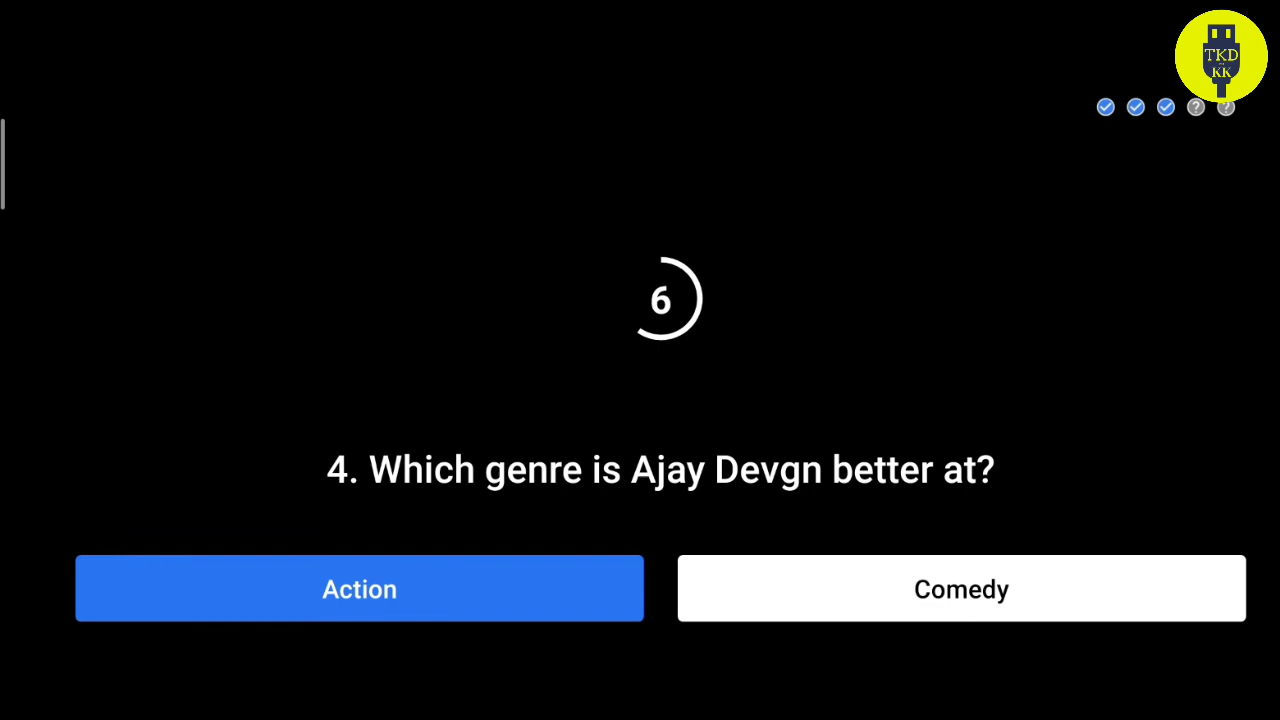 TKD
KK
? ?
6
4. Which genre is Ajay Devgn better at?
Action
Comedy